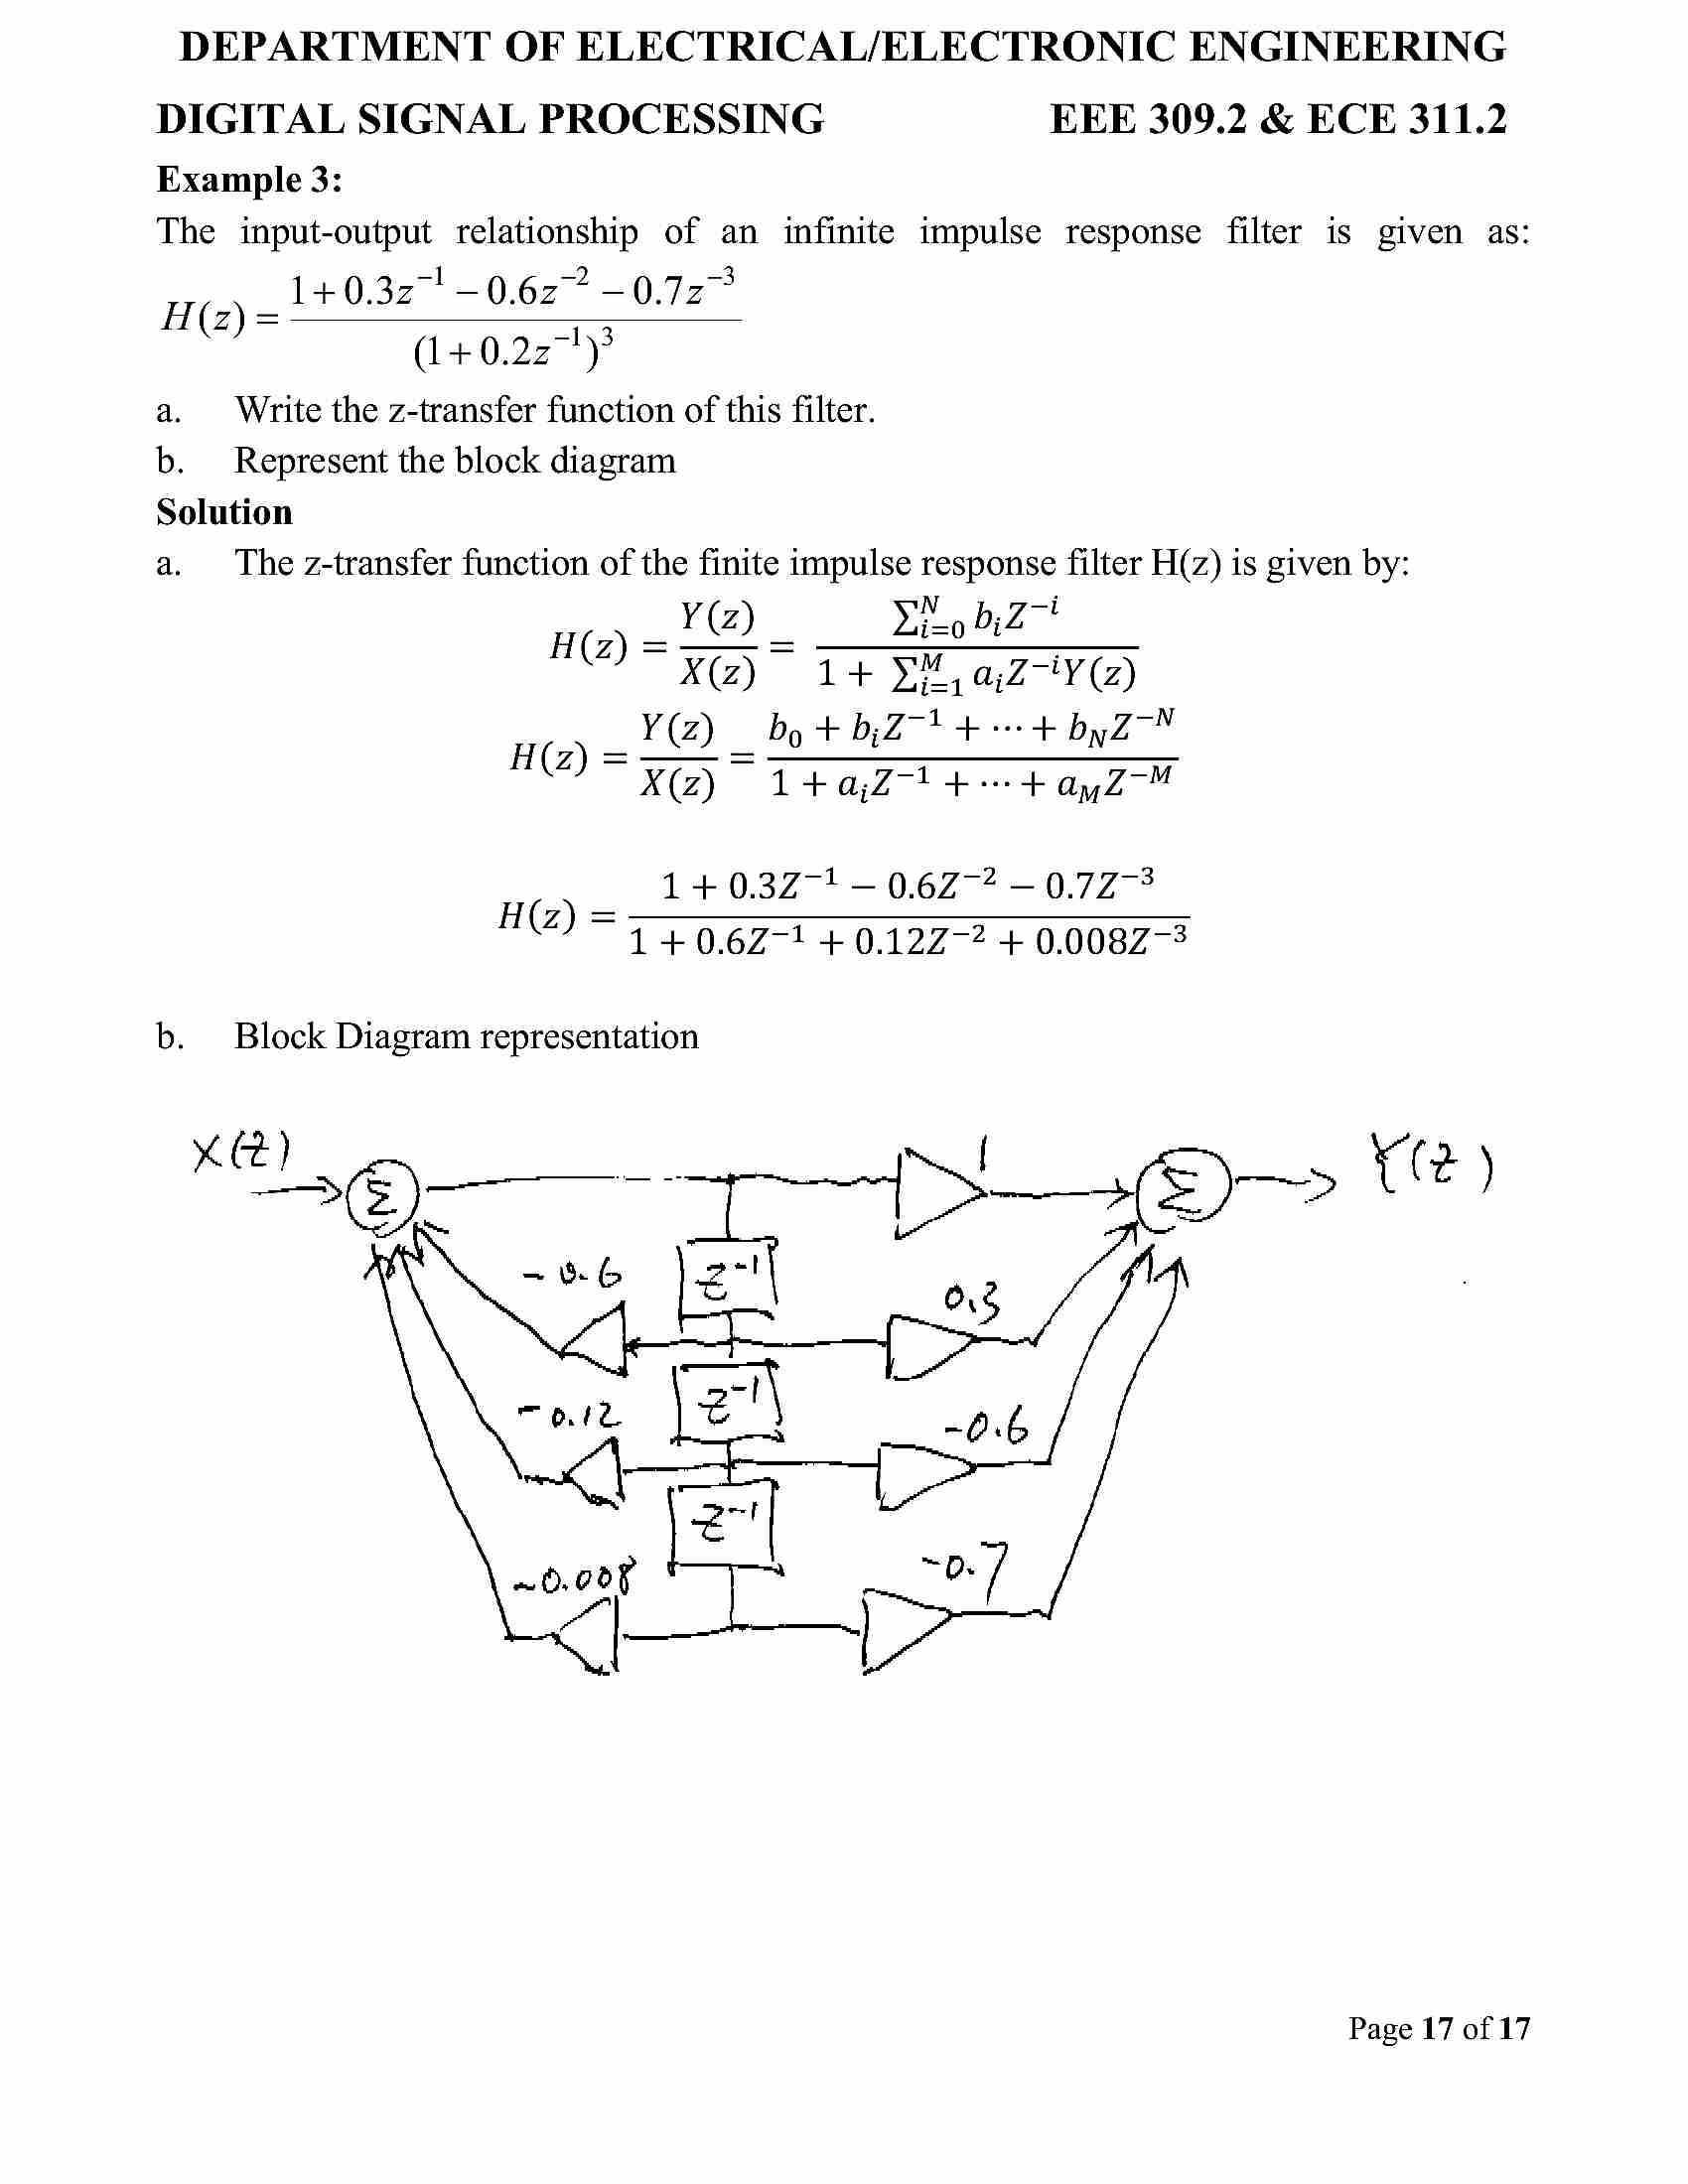 DEPARTMENT OF ELECTRICAL/ELECTRONIC ENGINEERING
DIGITAL SIGNAL PROCESSING EEE 309.2 & ECE 311.2
Example 3:
The input-output relationship of an infinite impulse response filter is given as:
H(z) = \frac{1+0.3z^{-1}-0.6z^{-2}-0.7z^{-3}}{(1+0.2z^{-1})^3}
a. Write the z-transfer function of this filter.
b. Represent the block diagram
Solution
a. The z-transfer function of the finite impulse response filter H(z) is given by:
H(z) = \frac{Y(z)}{X(z)} = \frac{\sum_{i=0}^{N} b_i Z^{-i}}{1 + \sum_{i=1}^{M} a_i Z^{-i} Y(z)}
H(z) = \frac{Y(z)}{X(z)} = \frac{b_0 + b_i Z^{-1} + ⋯ + b_N Z^{-N}}{1 + a_i Z^{-1} + ⋯ + a_M Z^{-M}}
H(z) = \frac{1 + 0.3Z^{-1} − 0.6Z^{-2} − 0.7Z^{-3}}{1 + 0.6Z^{-1} + 0.12Z^{-2} + 0.008Z^{-3}}
b. Block Diagram representation
X(z) Σ 1 Σ Y(z)
-0.6 z^{-1} 0.3
-0.12 z^{-1} -0.6
-0.008 z^{-1} -0.7
Page 17 of 17